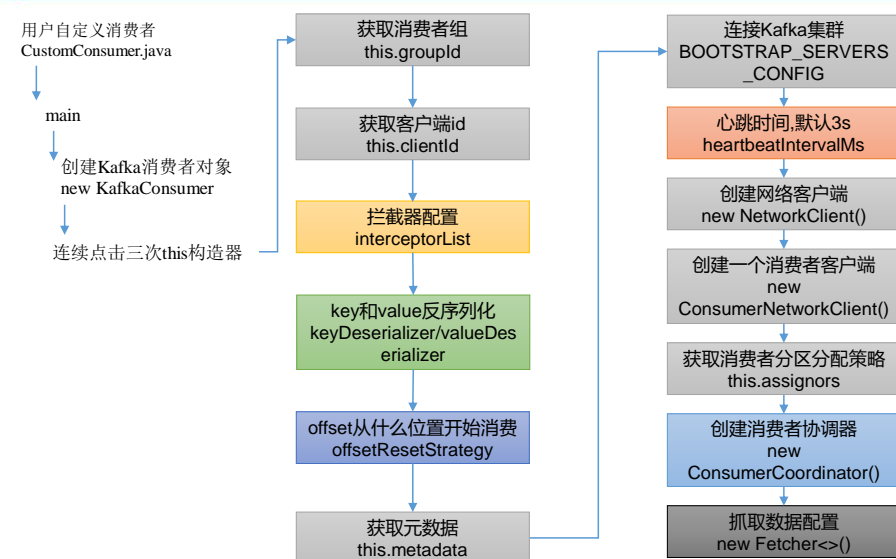 用户自定义消费者
CustomConsumer.java
main
创建Kafka消费者对象
new KafkaConsumer
连续点击三次this构造器
获取消费者组
this.groupId
获取客户端id
this.clientId
拦截器配置
interceptorList
key和value反序列化
keyDeserializer/valueDes
erializer
offset从什么位置开始消费
offsetResetStrategy
获取元数据
this.metadata
连接Kafka集群
BOOTSTRAP_SERVERS
_CONFIG
心跳时间,默认3s
heartbeatIntervalMs
创建网络客户端
new NetworkClient()
创建一个消费者客户端
new
ConsumerNetworkClient()
获取消费者分区分配策略
this.assignors
创建消费者协调器
new
ConsumerCoordinator()
抓取数据配置
new Fetcher<>()